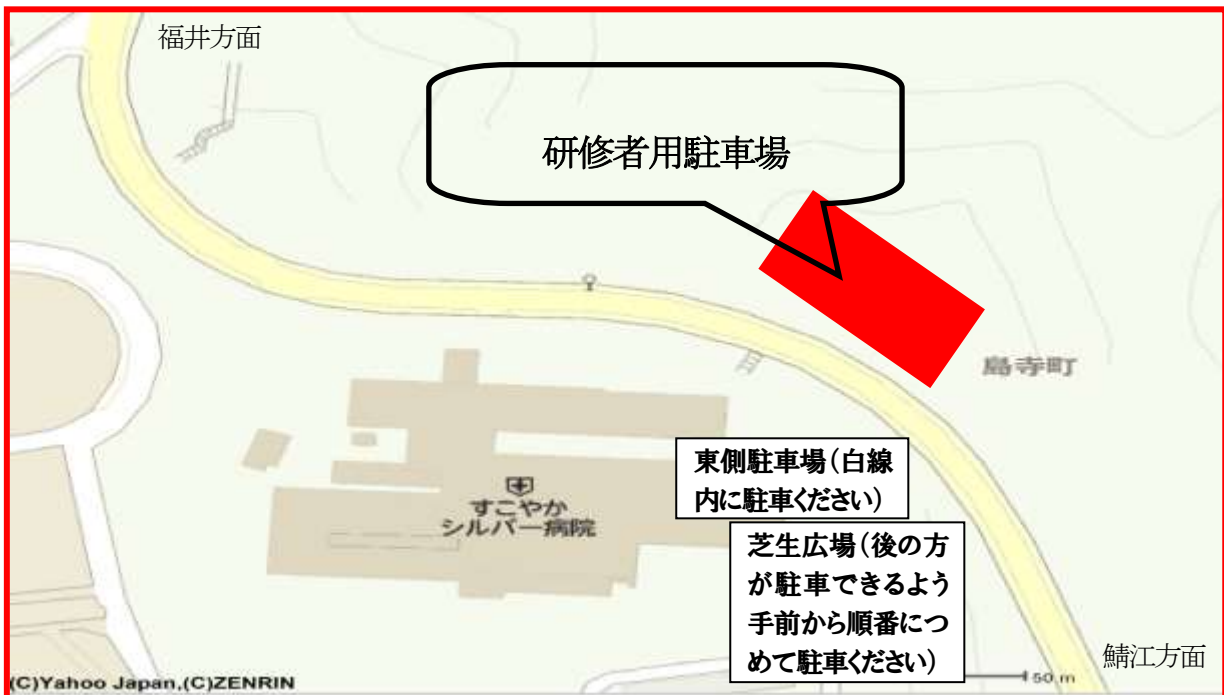 福井方面
研修者用駐車場
島寺町
東側駐車場（白線
内に駐車ください）
すこやか
シルバー病院
芝生広場（後の方
が駐車できるよう
手前から順番につ
めて駐車ください）
鯖江方面
50 m
(C)Yahoo Japan,(C)ZENRIN